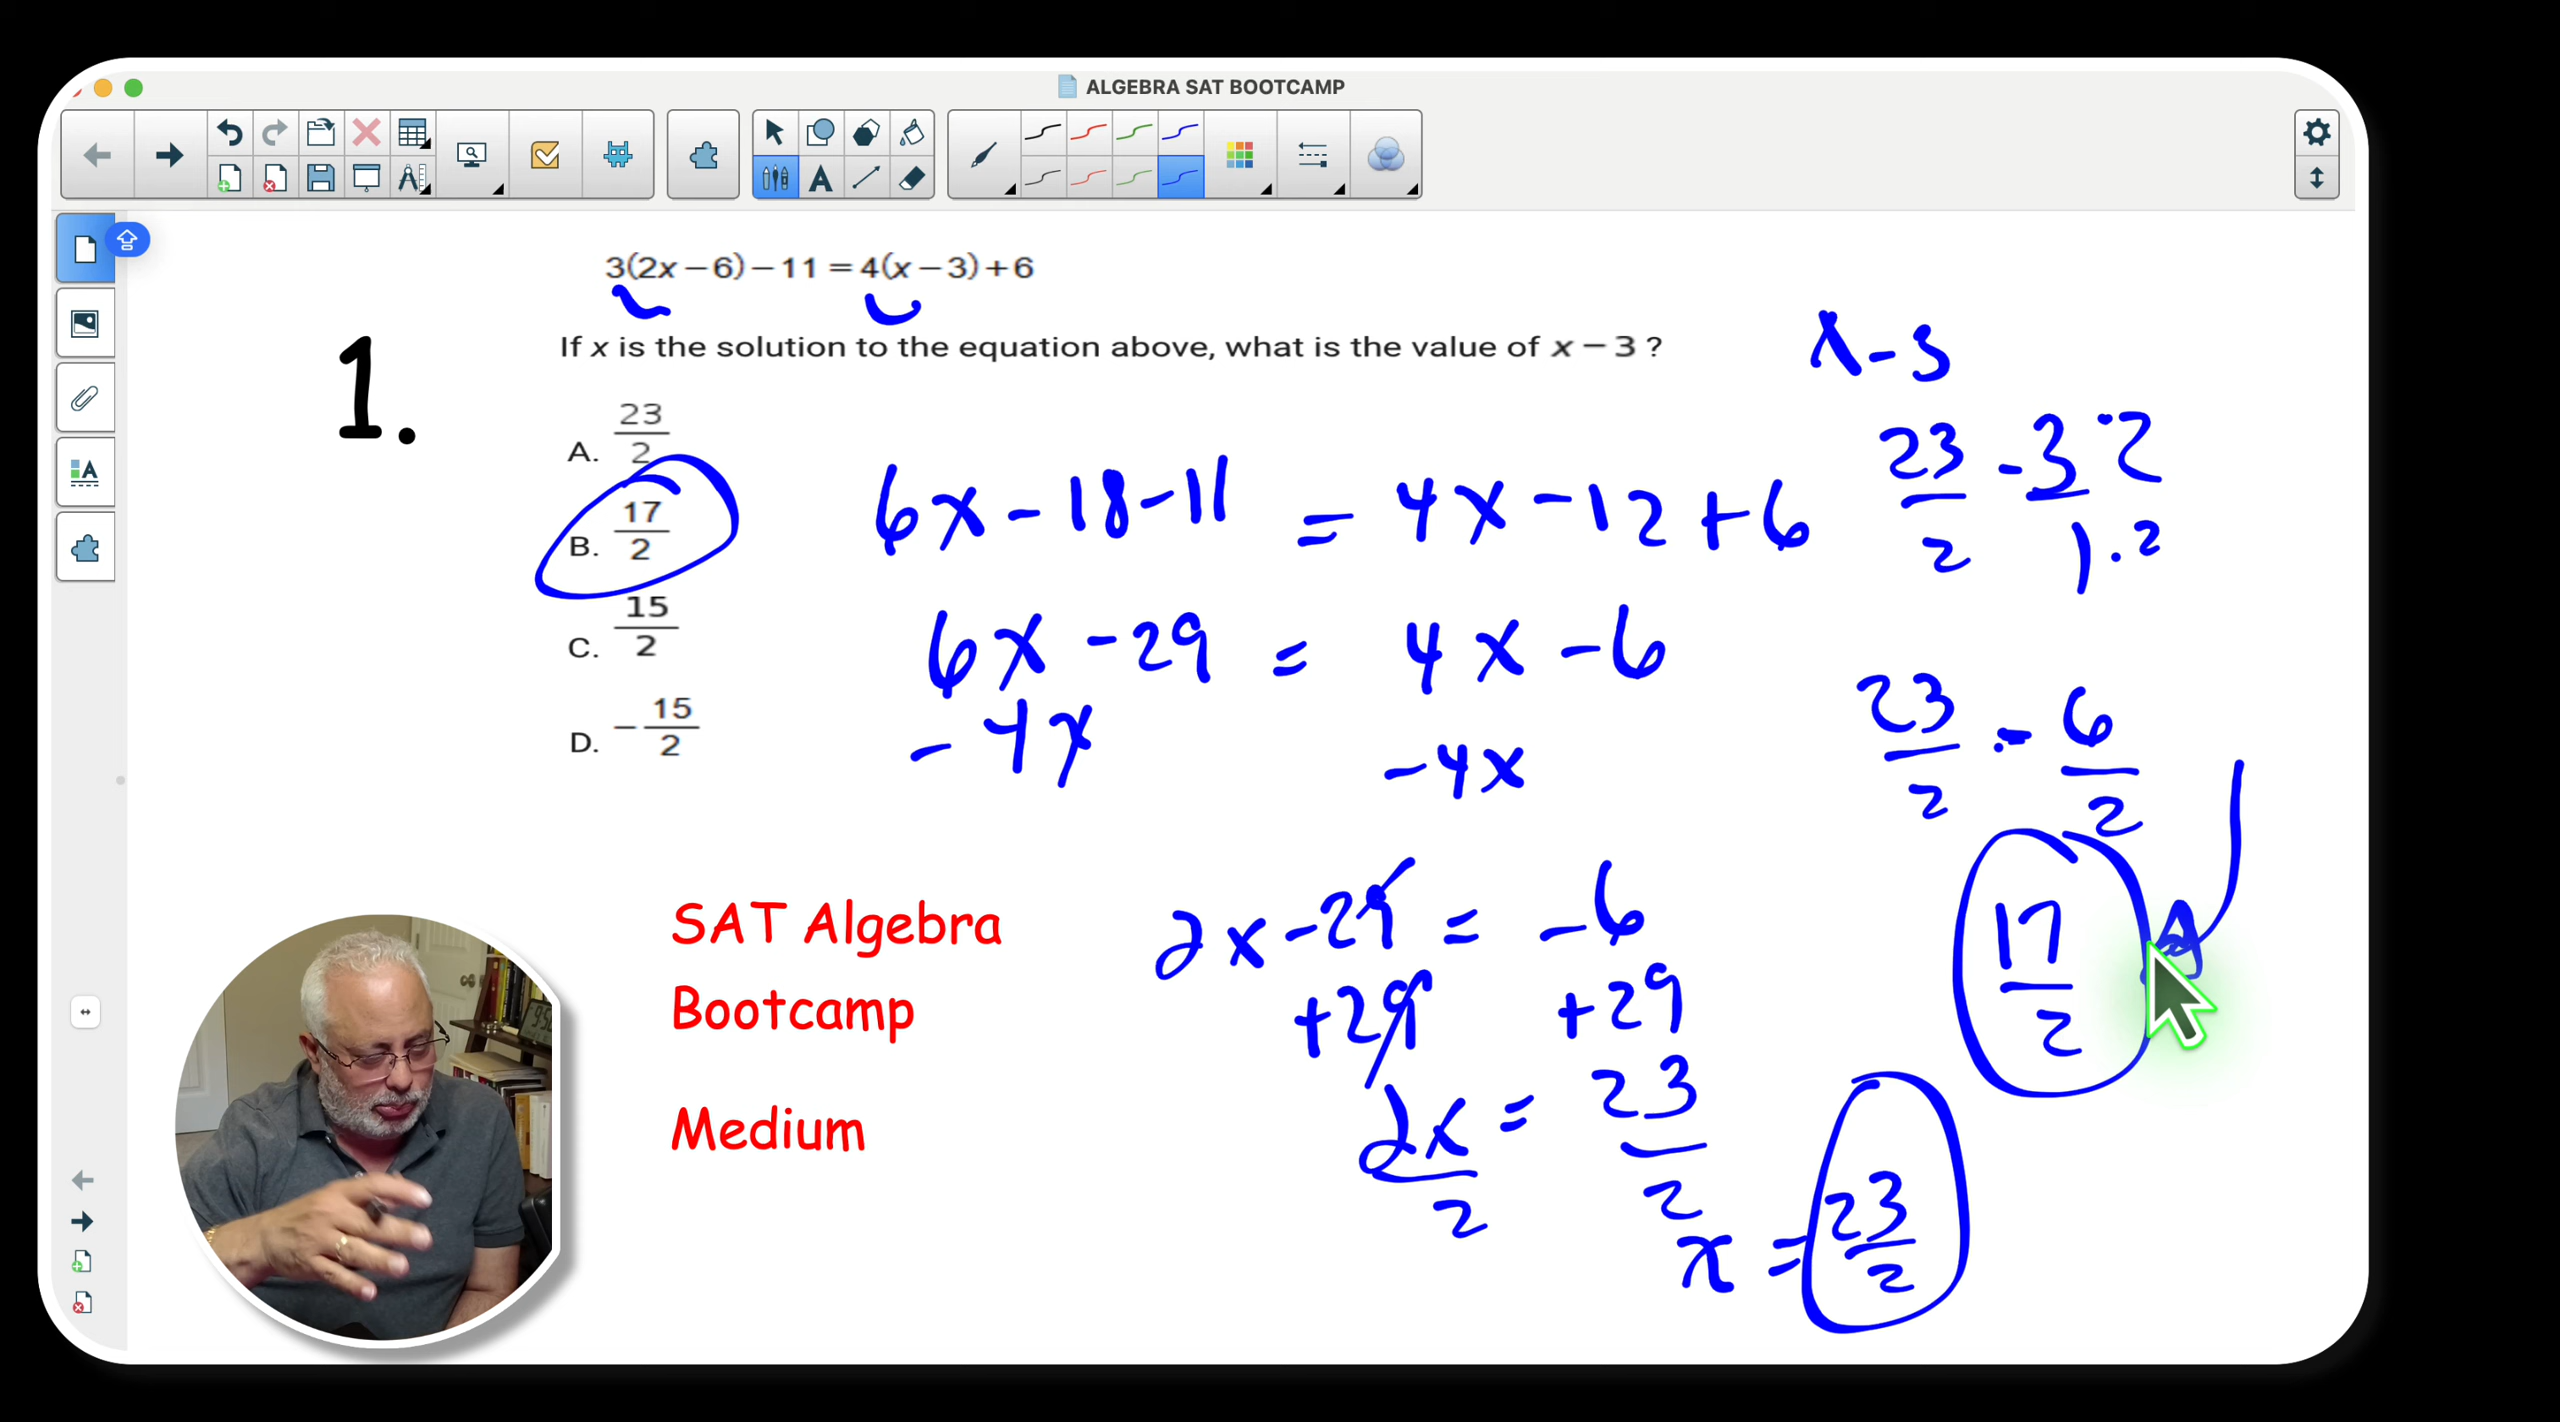 ALGEBRA SAT BOOTCAMP
3(2x−6)−11=4(x−3)+6
1.
If x is the solution to the equation above, what is the value of x−3 ?
A. 23/2
B. 17/2
C. 15/2
D. −15/2
6x-18-11 = 4x-12+6
6x-29 = 4x-6
-4x -4x
2x-29 = -6
+29 +29
2x/2 = 23/2
x = 23/2
x-3
23/2 - 3·2/1·2
23/2 - 6/2
17/2
SAT Algebra
Bootcamp
Medium